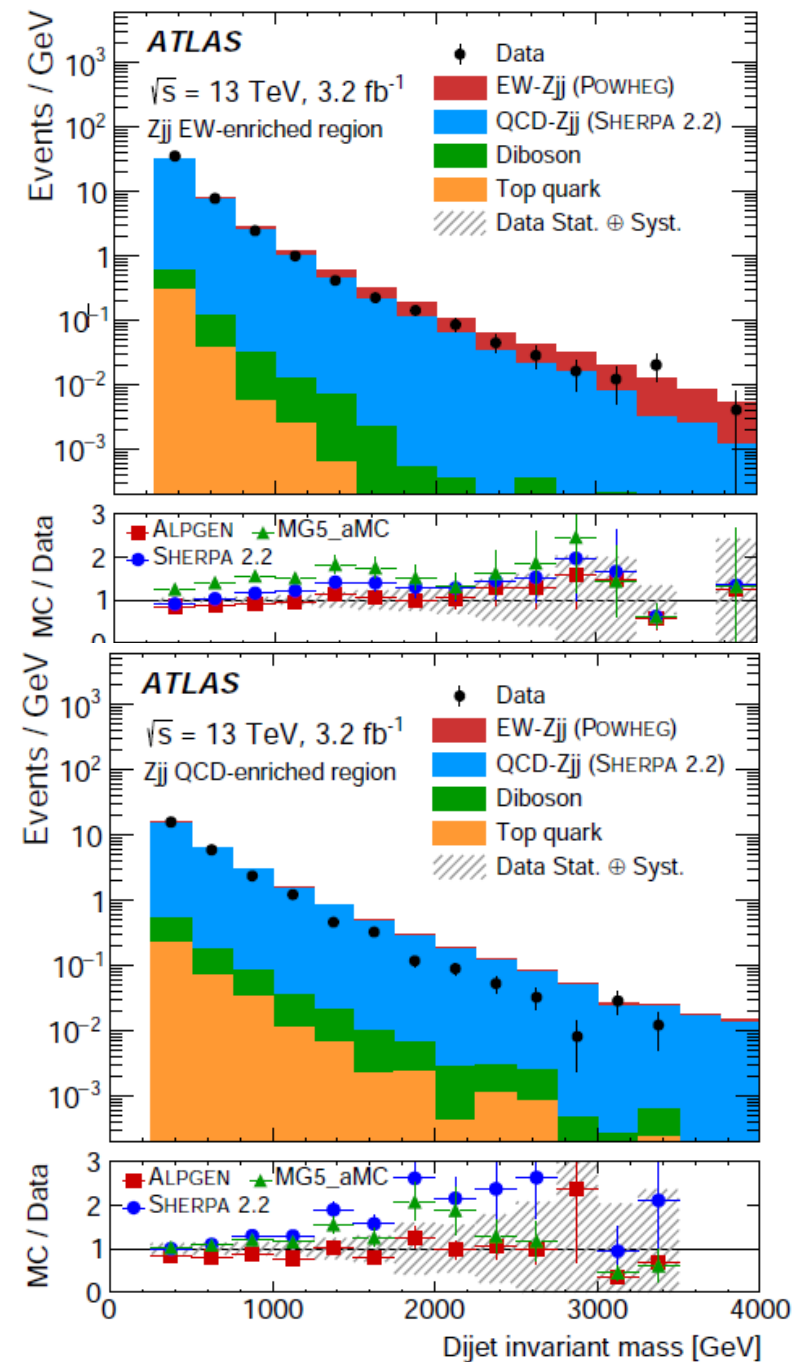 ATLAS
√s = 13 TeV, 3.2 fb⁻¹
Zjj EW-enriched region
Data
EW-Zjj (POWHEG)
QCD-Zjj (SHERPA 2.2)
Diboson
Top quark
Data Stat. ⊕ Syst.
Events / GeV
10³
10²
10
1
10⁻¹
10⁻²
10⁻³
MC / Data
3
2
1
0
ALPGEN
MG5_aMC
SHERPA 2.2
ATLAS
√s = 13 TeV, 3.2 fb⁻¹
Zjj QCD-enriched region
Data
EW-Zjj (POWHEG)
QCD-Zjj (SHERPA 2.2)
Diboson
Top quark
Data Stat. ⊕ Syst.
Events / GeV
10³
10²
10
1
10⁻¹
10⁻²
10⁻³
MC / Data
3
2
1
0
ALPGEN
MG5_aMC
SHERPA 2.2
0 1000 2000 3000 4000
Dijet invariant mass [GeV]